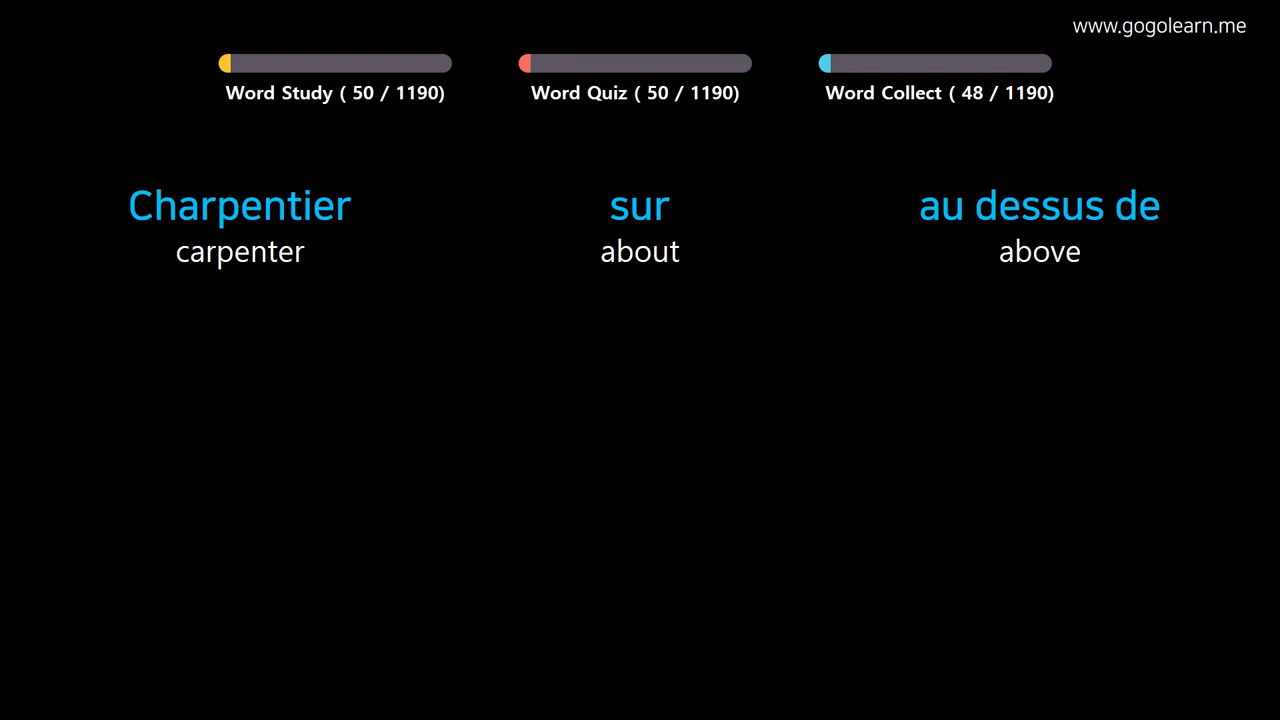 www.gogolearn.me
Word Study ( 50 / 1190)
Word Quiz ( 50 / 1190)
Word Collect ( 48 / 1190)
Charpentier
carpenter
sur
about
au dessus de
above